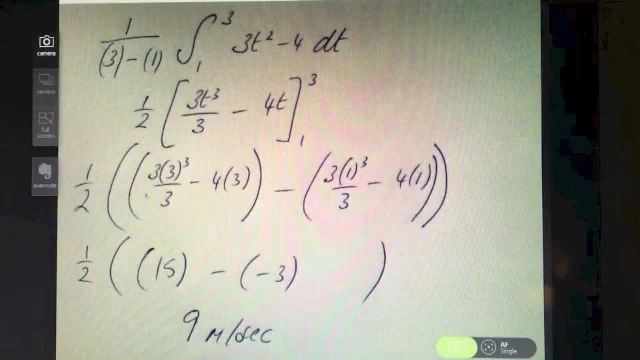 1/((3)-(1)) ∫₁³ 3t²-4 dt
1/2 [3t³/3 - 4t]₁³
1/2 ((3(3)³/3 - 4(3)) - (3(1)³/3 - 4(1)))
1/2 ((15) - (-3) )
9 m/sec
camera
full screen
evernote
AF
Single